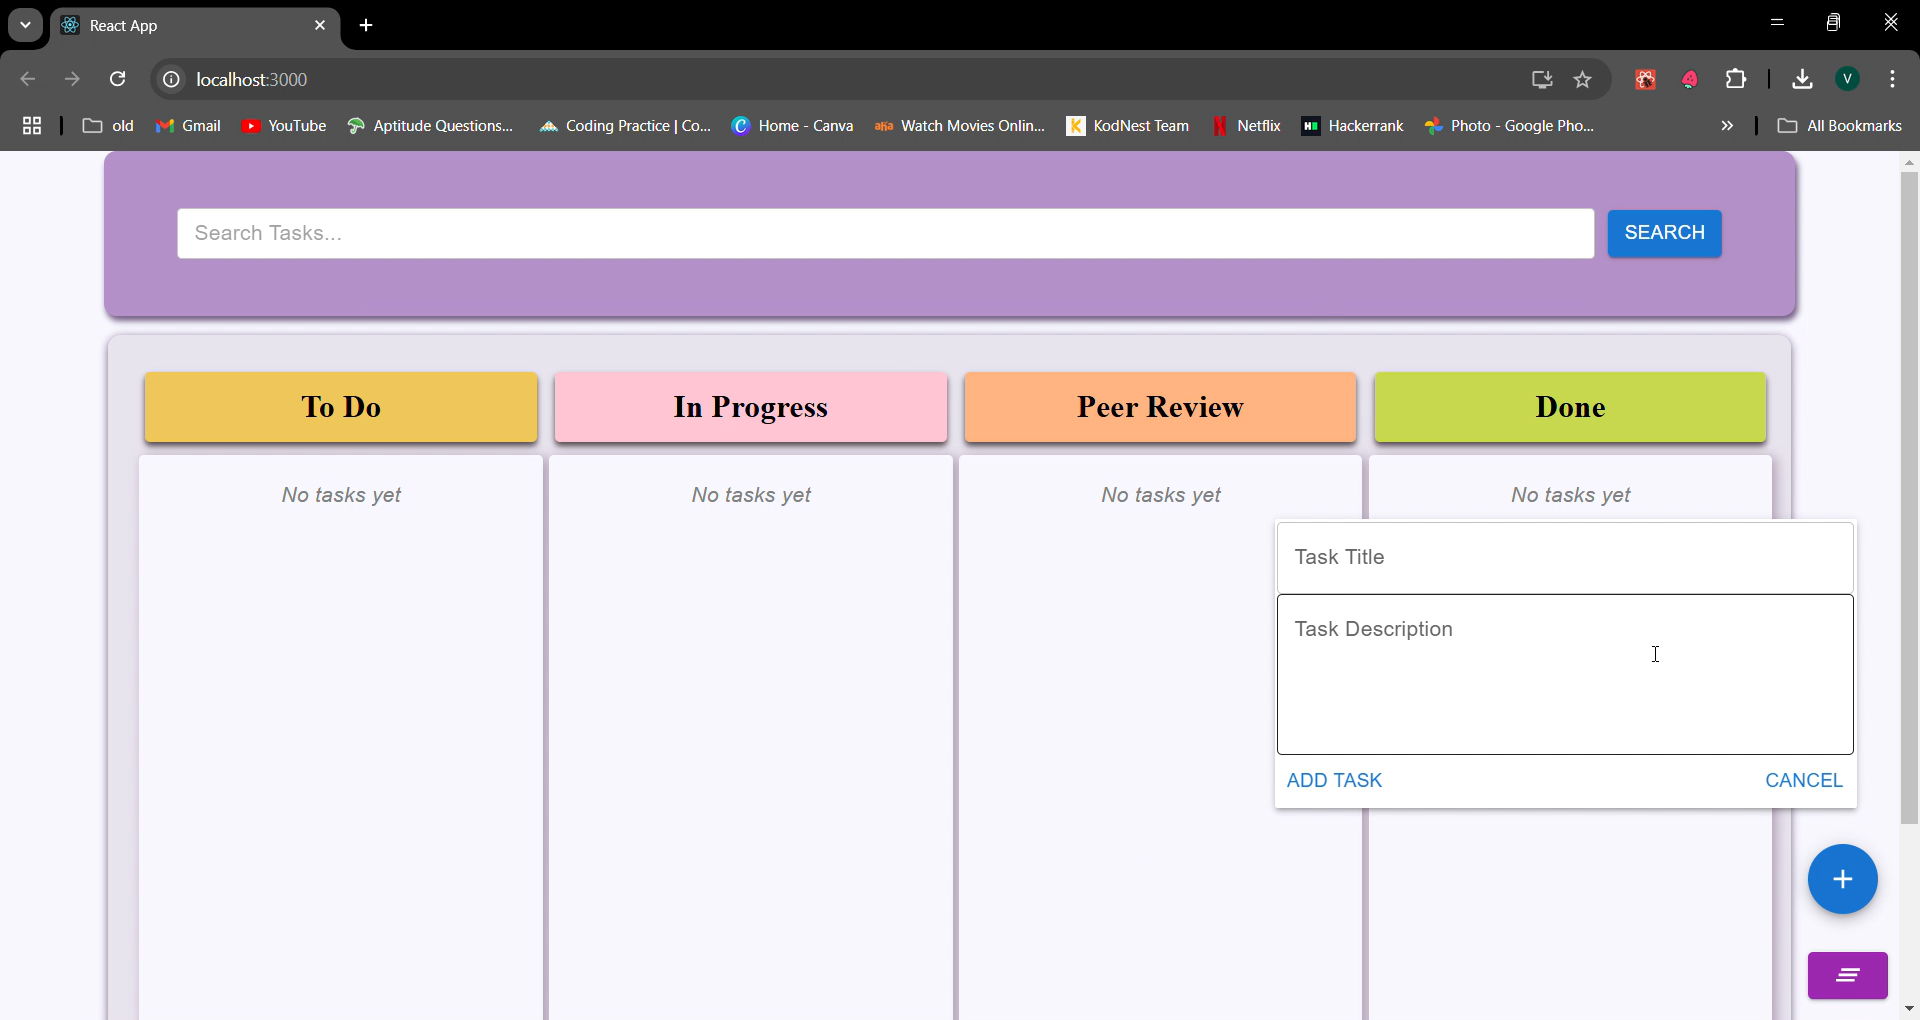 React App
localhost:3000
old
Gmail
YouTube
Aptitude Questions...
Coding Practice | Co...
Home - Canva
aha Watch Movies Onlin...
K KodNest Team
Netflix
Hackerrank
Photo - Google Pho...
»
All Bookmarks
V
Search Tasks...
SEARCH
To Do
In Progress
Peer Review
Done
No tasks yet
No tasks yet
No tasks yet
No tasks yet
Task Title
Task Description
ADD TASK
CANCEL
+